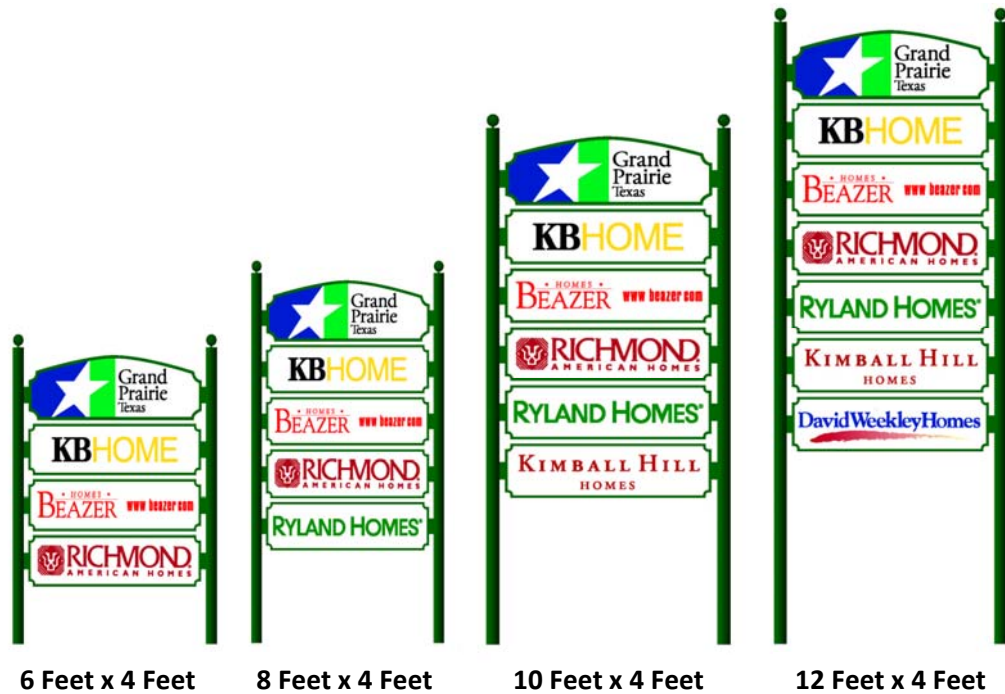 Grand
Prairie
Texas
KBHOME
• HOMES •
BEAZER www beazer com
RICHMOND
AMERICAN HOMES
6 Feet x 4 Feet
Grand
Prairie
Texas
KBHOME
• HOMES •
BEAZER www beazer com
RICHMOND
AMERICAN HOMES
RYLAND HOMES®
8 Feet x 4 Feet
Grand
Prairie
Texas
KBHOME
• HOMES •
BEAZER www beazer com
RICHMOND
AMERICAN HOMES
RYLAND HOMES®
KIMBALL HILL
HOMES
10 Feet x 4 Feet
Grand
Prairie
Texas
KBHOME
• HOMES •
BEAZER www beazer com
RICHMOND
AMERICAN HOMES
RYLAND HOMES®
KIMBALL HILL
HOMES
DavidWeekleyHomes
12 Feet x 4 Feet